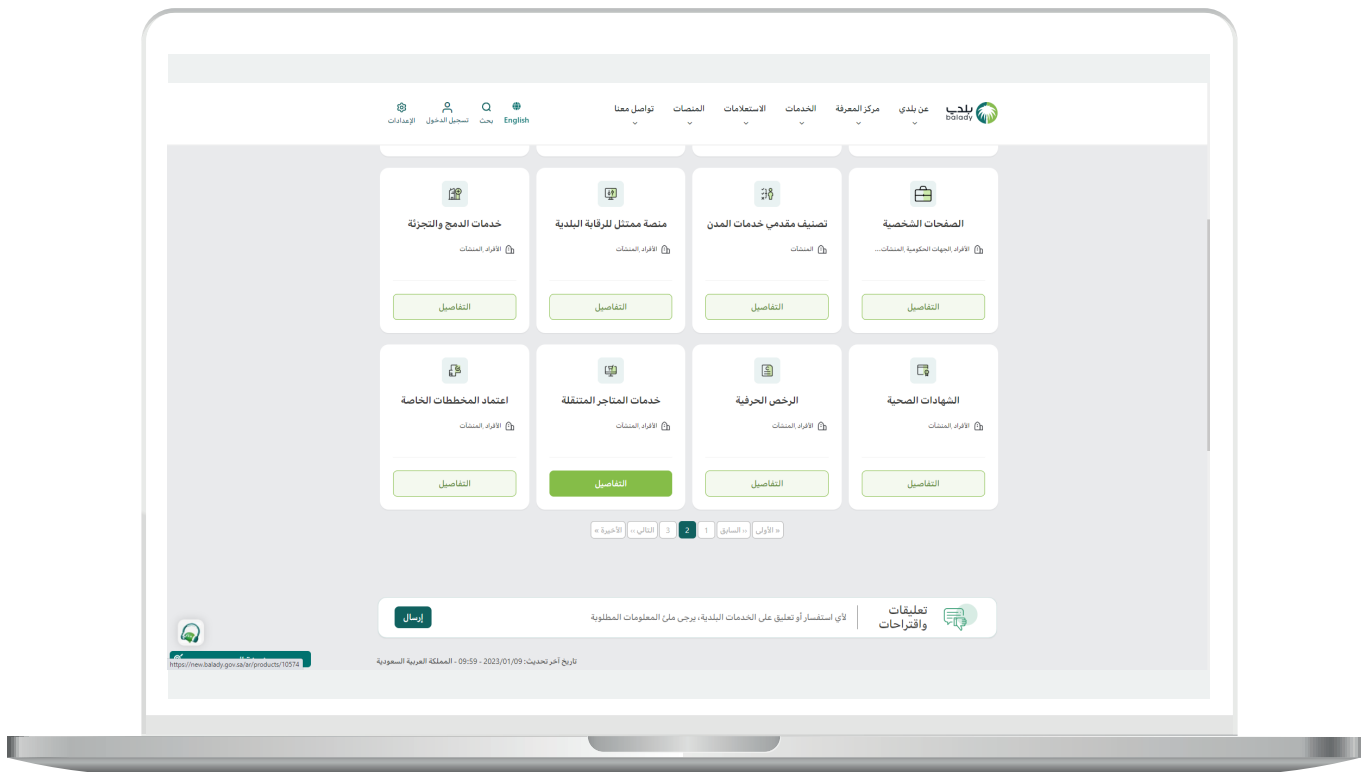 بلدي
balady
عن بلدي
مركز المعرفة
الخدمات
الاستعلامات
المنصات
تواصل معنا
English
بحث
تسجيل الدخول
الإعدادات
الصفحات الشخصية
الأفراد ,الجهات الحكومية ,المنشآت...
التفاصيل
تصنيف مقدمي خدمات المدن
المنشآت
التفاصيل
منصة ممتثل للرقابة البلدية
الأفراد ,المنشآت
التفاصيل
خدمات الدمج والتجزئة
الأفراد ,المنشآت
التفاصيل
الشهادات الصحية
الأفراد ,المنشآت
التفاصيل
الرخص الحرفية
الأفراد ,المنشآت
التفاصيل
خدمات المتاجر المتنقلة
الأفراد ,المنشآت
التفاصيل
اعتماد المخططات الخاصة
الأفراد ,المنشآت
التفاصيل
« الأولى ‹‹ السابق 1 2 3 التالي ›› الأخيرة »
تعليقات
واقتراحات
لأي استفسار أو تعليق على الخدمات البلدية، يرجى ملئ المعلومات المطلوبة
إرسال
تاريخ آخر تحديث: 2023/01/09 - 09:59 - المملكة العربية السعودية
https://new.balady.gov.sa/ar/products/10574